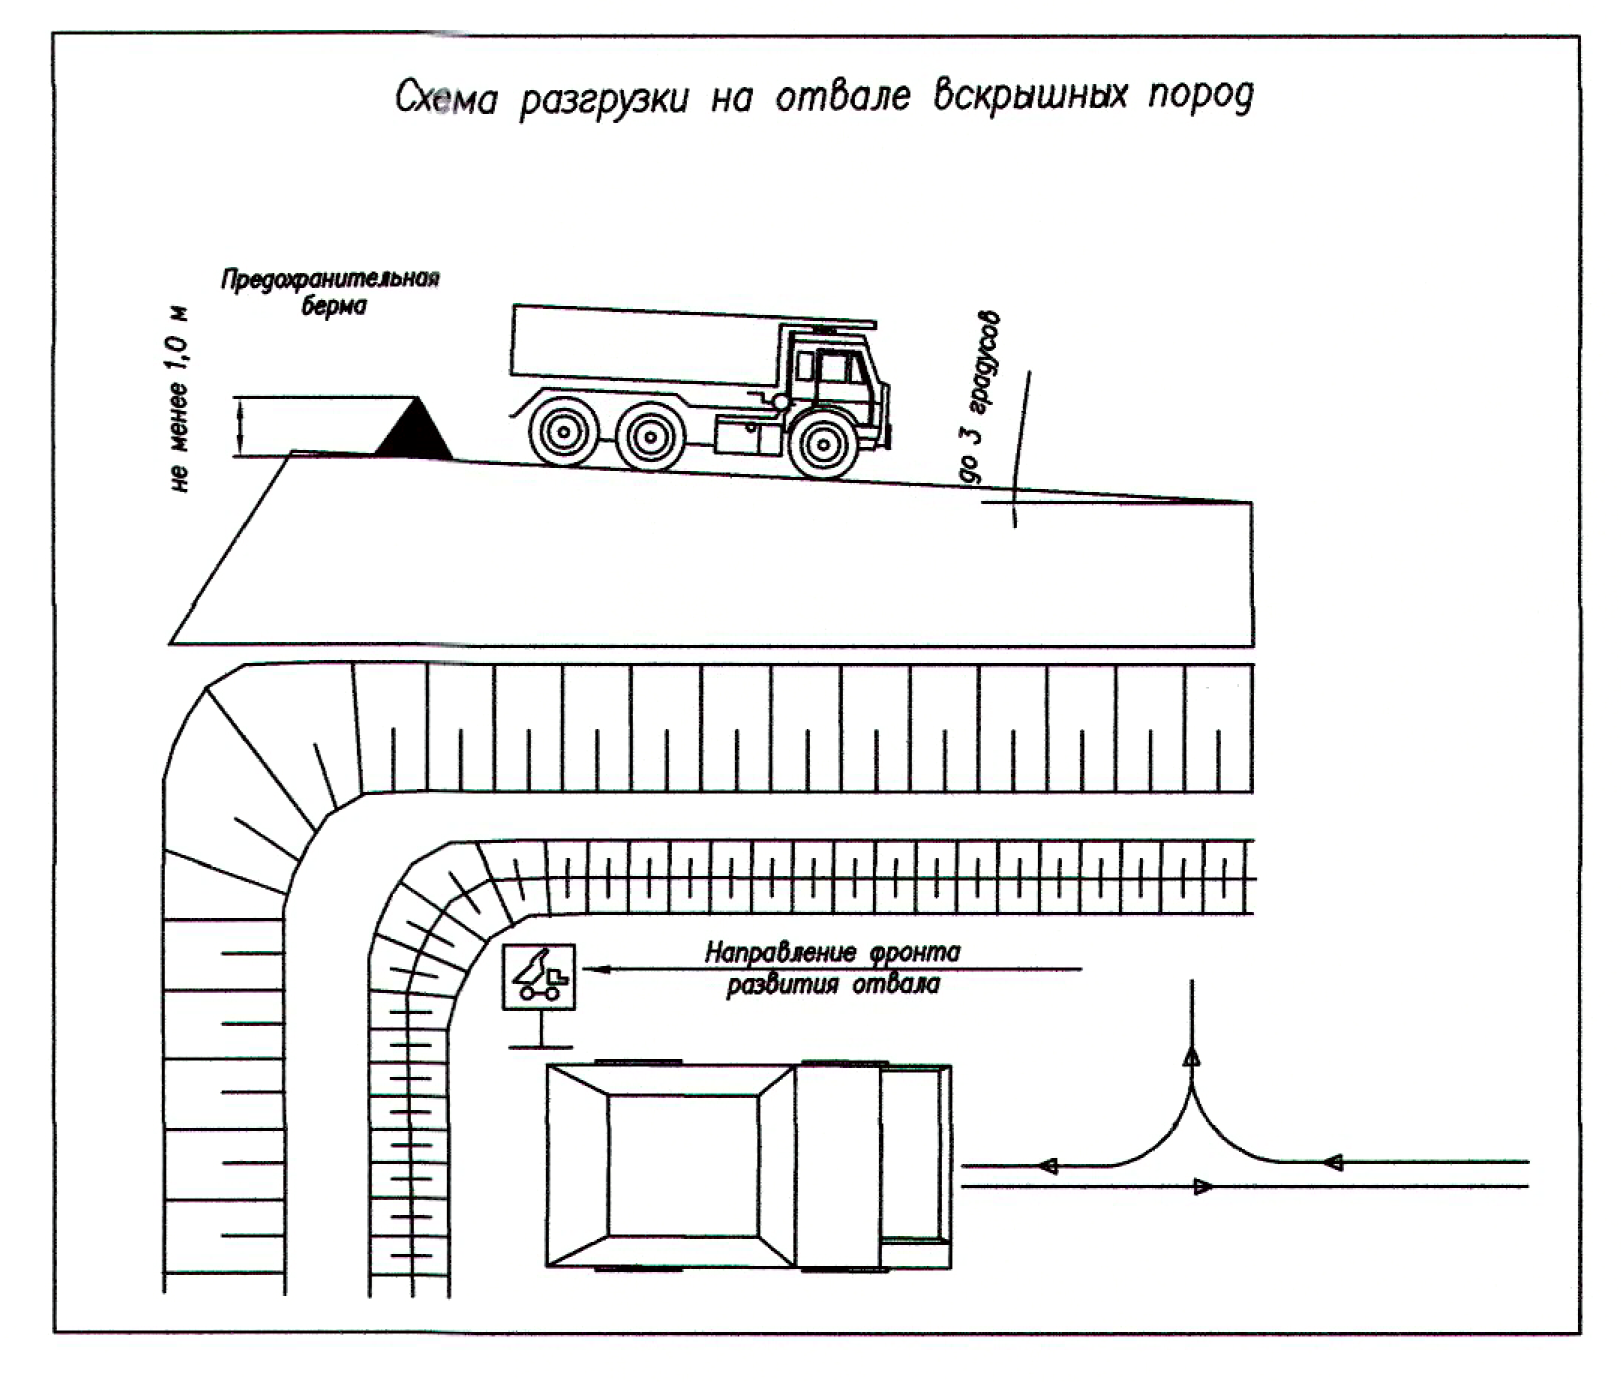 Схема разгрузки на отвале вскрышных пород
Предохранительная
берма
не менее 1,0 м
до 3 градусов
Направление фронта
развития отвала